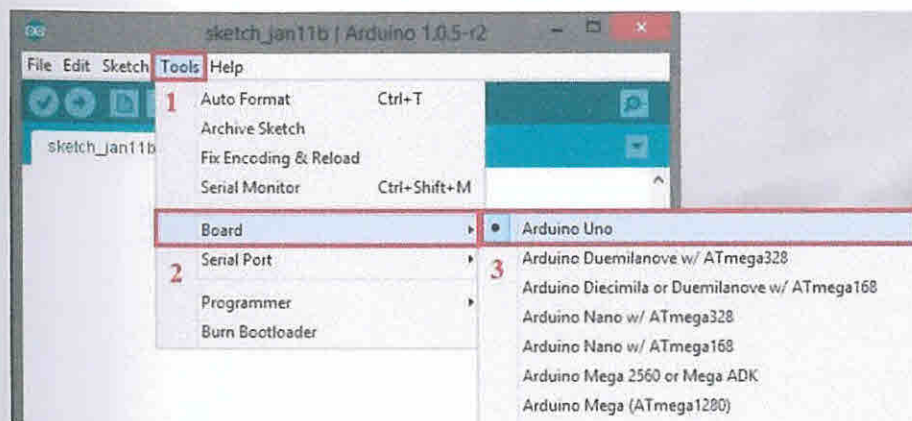 sketch_jan11b | Arduino 1.0.5-r2
File Edit Sketch Tools Help
1 Auto Format Ctrl+T
Archive Sketch
sketch_jan11b
Fix Encoding & Reload
Serial Monitor Ctrl+Shift+M
Board
2 Serial Port
Programmer
Burn Bootloader
Arduino Uno
3 Arduino Duemilanove w/ ATmega328
Arduino Diecimila or Duemilanove w/ ATmega168
Arduino Nano w/ ATmega328
Arduino Nano w/ ATmega168
Arduino Mega 2560 or Mega ADK
Arduino Mega (ATmega1280)